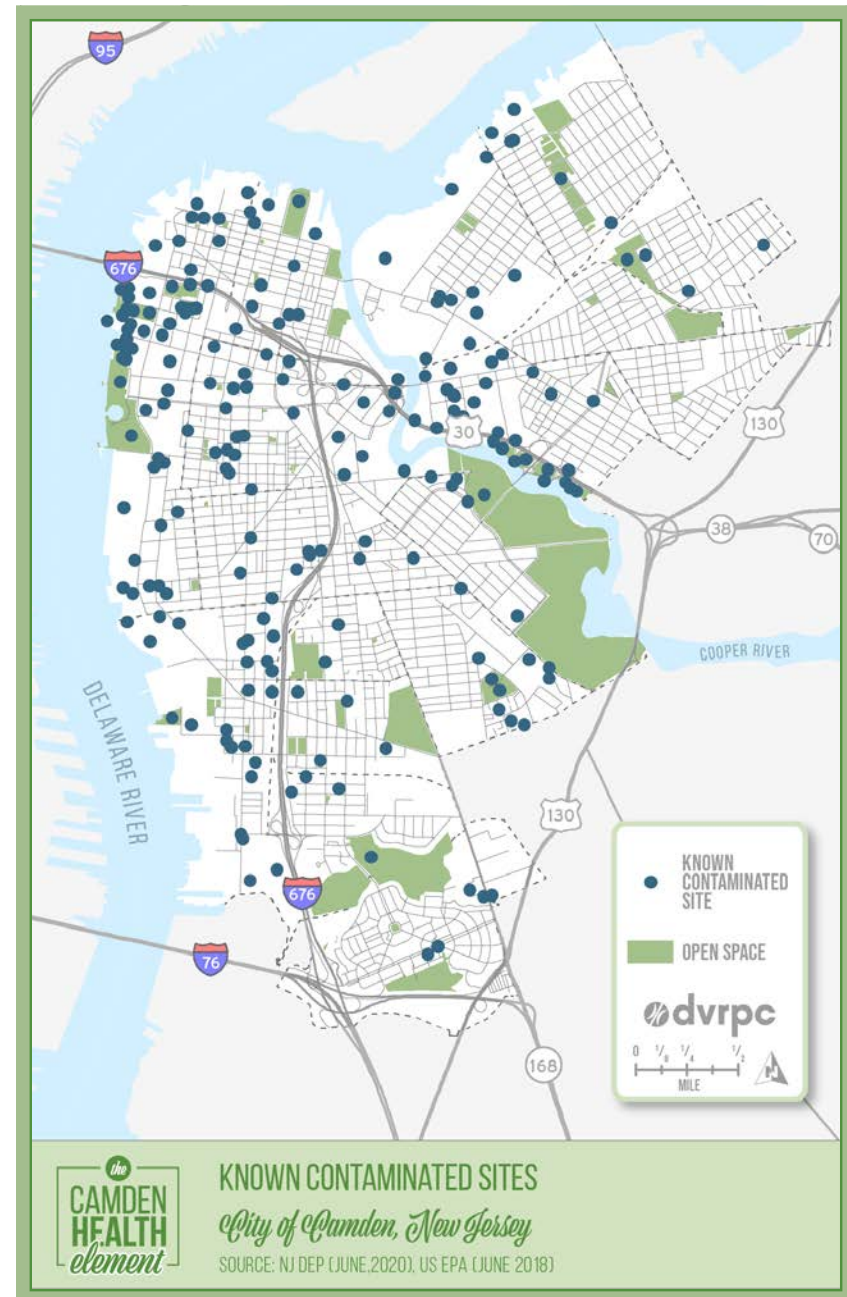 95
676
30
130
38
70
COOPER RIVER
DELAWARE RIVER
130
676
76
168
KNOWN
CONTAMINATED
SITE
OPEN SPACE
dvrpc
0 1/8 1/4 1/2
MILE
N
the
CAMDEN
HEALTH
element
KNOWN CONTAMINATED SITES
City of Camden, New Jersey
SOURCE: NJ DEP (JUNE,2020), US EPA (JUNE 2018)